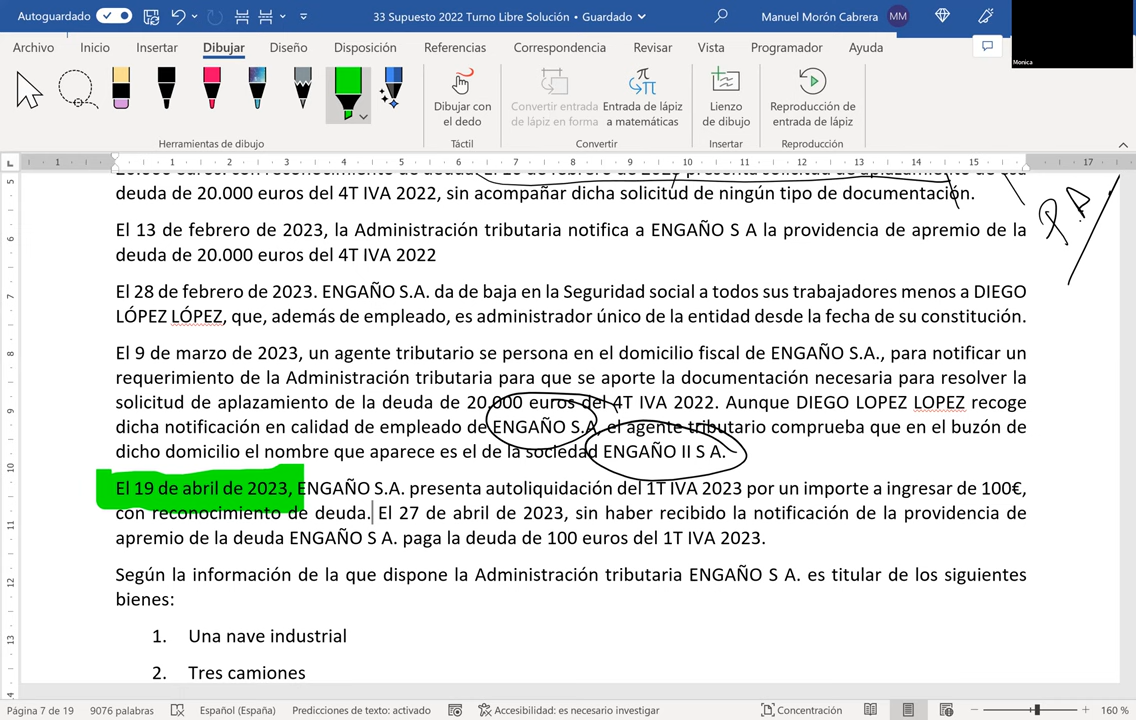 Autoguardado
33 Supuesto 2022 Turno Libre Solución • Guardado
Manuel Morón Cabrera
MM
Monica
Archivo
Inicio
Insertar
Dibujar
Diseño
Disposición
Referencias
Correspondencia
Revisar
Vista
Programador
Ayuda
Dibujar con el dedo
Convertir entrada de lápiz en forma
Entrada de lápiz a matemáticas
Lienzo de dibujo
Reproducción de entrada de lápiz
Herramientas de dibujo
Táctil
Convertir
Insertar
Reproducción
deuda de 20.000 euros del 4T IVA 2022, sin acompañar dicha solicitud de ningún tipo de documentación.
P.A
El 13 de febrero de 2023, la Administración tributaria notifica a ENGAÑO S A la providencia de apremio de la
deuda de 20.000 euros del 4T IVA 2022
El 28 de febrero de 2023. ENGAÑO S.A. da de baja en la Seguridad social a todos sus trabajadores menos a DIEGO
LÓPEZ LÓPEZ, que, además de empleado, es administrador único de la entidad desde la fecha de su constitución.
El 9 de marzo de 2023, un agente tributario se persona en el domicilio fiscal de ENGAÑO S.A., para notificar un
requerimiento de la Administración tributaria para que se aporte la documentación necesaria para resolver la
solicitud de aplazamiento de la deuda de 20.000 euros del 4T IVA 2022. Aunque DIEGO LOPEZ LOPEZ recoge
dicha notificación en calidad de empleado de ENGAÑO S.A, el agente tributario comprueba que en el buzón de
dicho domicilio el nombre que aparece es el de la sociedad ENGAÑO II S A.
El 19 de abril de 2023, ENGAÑO S.A. presenta autoliquidación del 1T IVA 2023 por un importe a ingresar de 100€,
con reconocimiento de deuda. El 27 de abril de 2023, sin haber recibido la notificación de la providencia de
apremio de la deuda ENGAÑO S A. paga la deuda de 100 euros del 1T IVA 2023.
Según la información de la que dispone la Administración tributaria ENGAÑO S A. es titular de los siguientes
bienes:
1. Una nave industrial
2. Tres camiones
Página 7 de 19
9076 palabras
Español (España)
Predicciones de texto: activado
Accesibilidad: es necesario investigar
Concentración
160 %